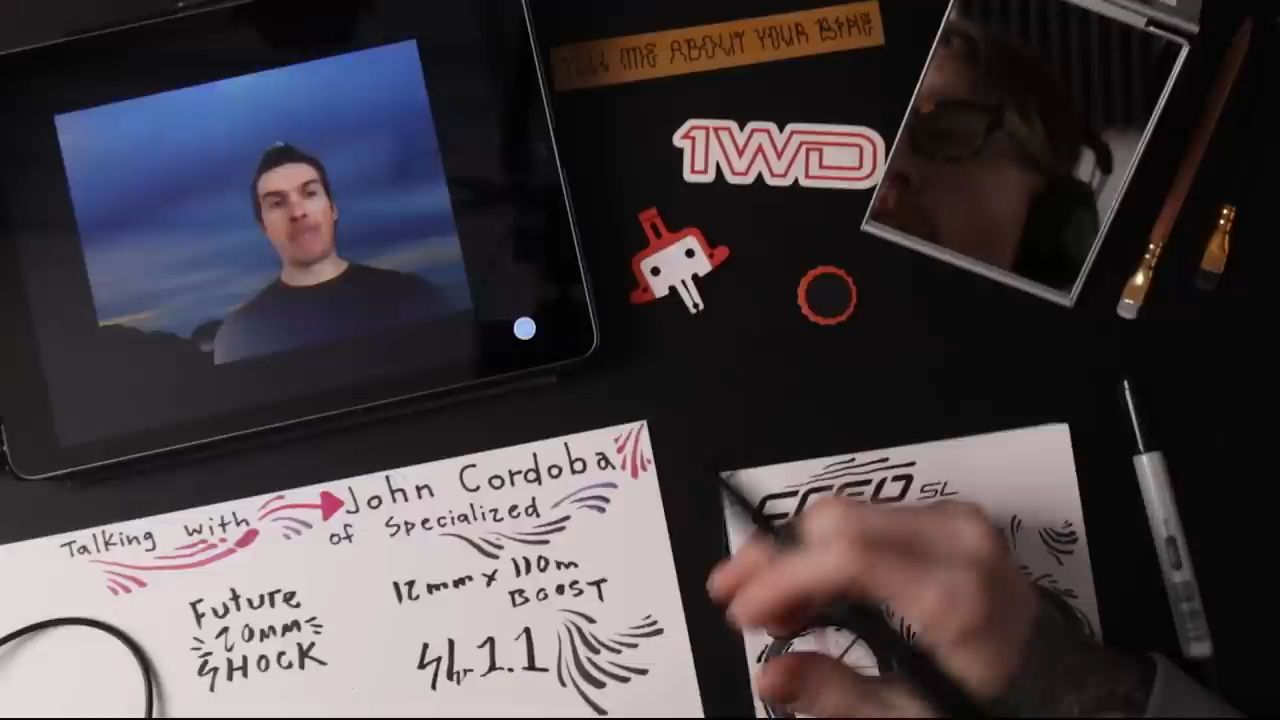 TELL ME ABOUT YOUR BIKE
1WD
Talking with John Cordoba
of Specialized
Future
20mm
SHOCK
12mm x 110m
BOOST
SL 1.1
SL